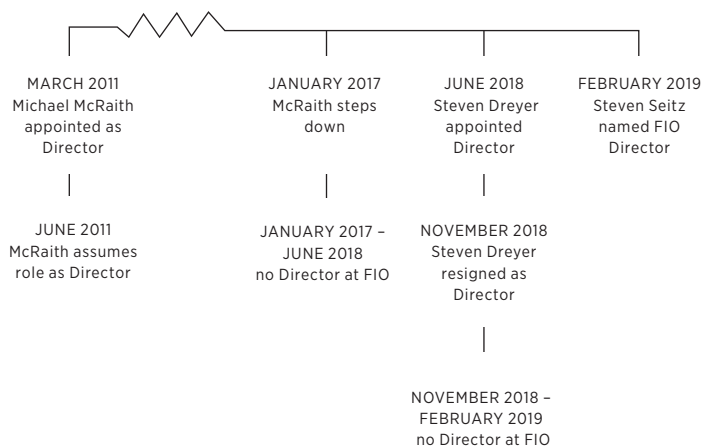 MARCH 2011
Michael McRaith
appointed as
Director
JUNE 2011
McRaith assumes
role as Director
JANUARY 2017
McRaith steps
down
JANUARY 2017 –
JUNE 2018
no Director at FIO
JUNE 2018
Steven Dreyer
appointed
Director
NOVEMBER 2018
Steven Dreyer
resigned as
Director
NOVEMBER 2018 –
FEBRUARY 2019
no Director at FIO
FEBRUARY 2019
Steven Seitz
named FIO
Director